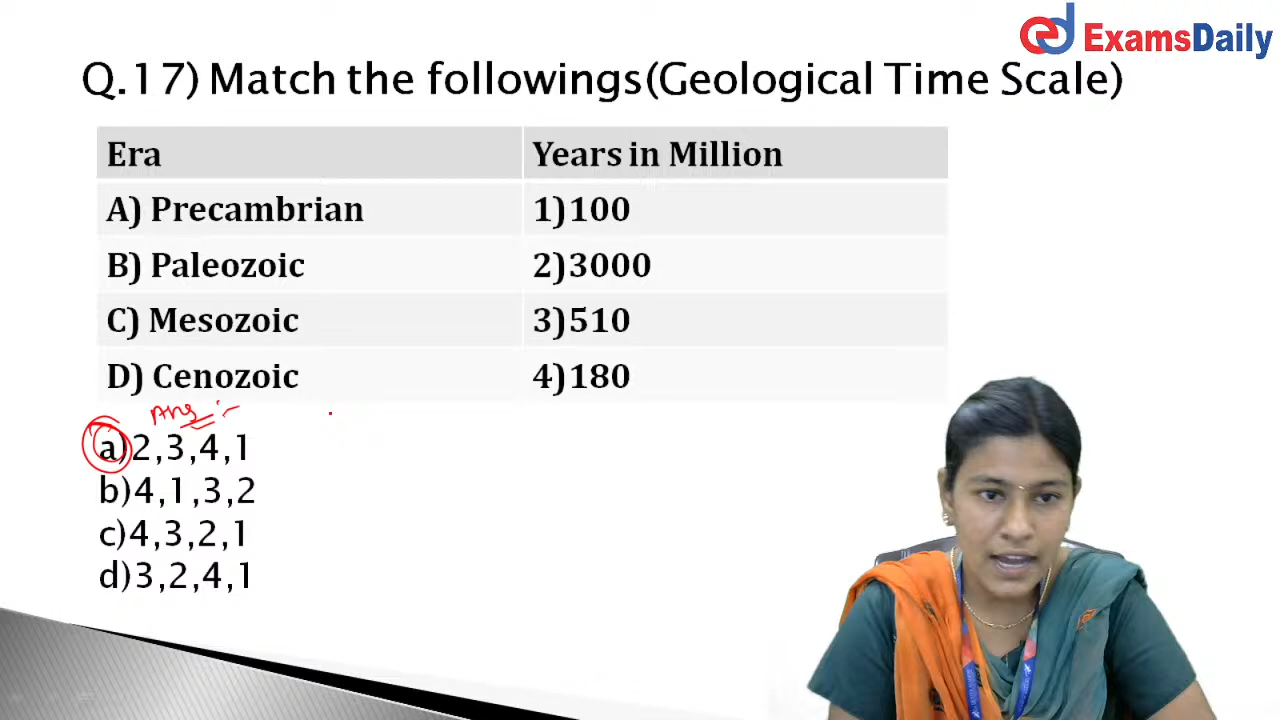 ed ExamsDaily
Q.17) Match the followings(Geological Time Scale)
Era Years in Million
A) Precambrian 1)100
B) Paleozoic 2)3000
C) Mesozoic 3)510
D) Cenozoic 4)180
Ans :-
a)2,3,4,1
b)4,1,3,2
c)4,3,2,1
d)3,2,4,1